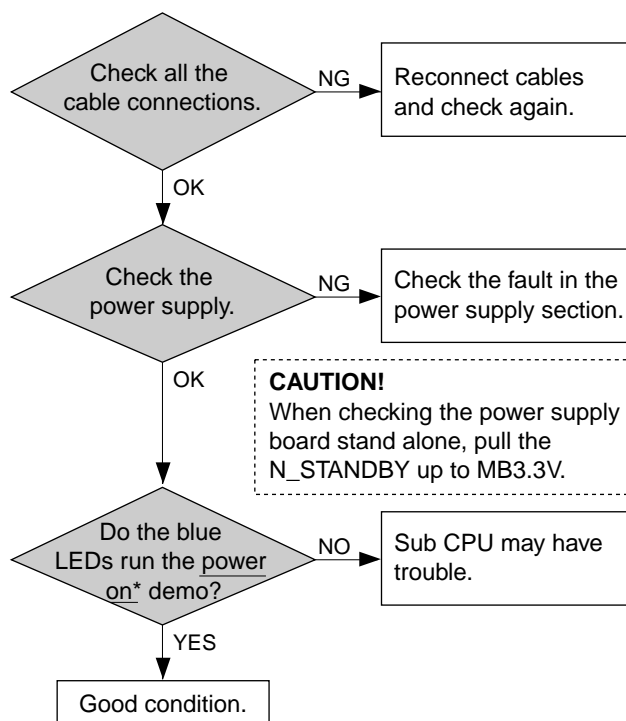 Check all the
cable connections.
NG
Reconnect cables
and check again.
OK
Check the
power supply.
NG
Check the fault in the
power supply section.
OK
CAUTION!
When checking the power supply
board stand alone, pull the
N_STANDBY up to MB3.3V.
Do the blue
LEDs run the power
on* demo?
NO
Sub CPU may have
trouble.
YES
Good condition.